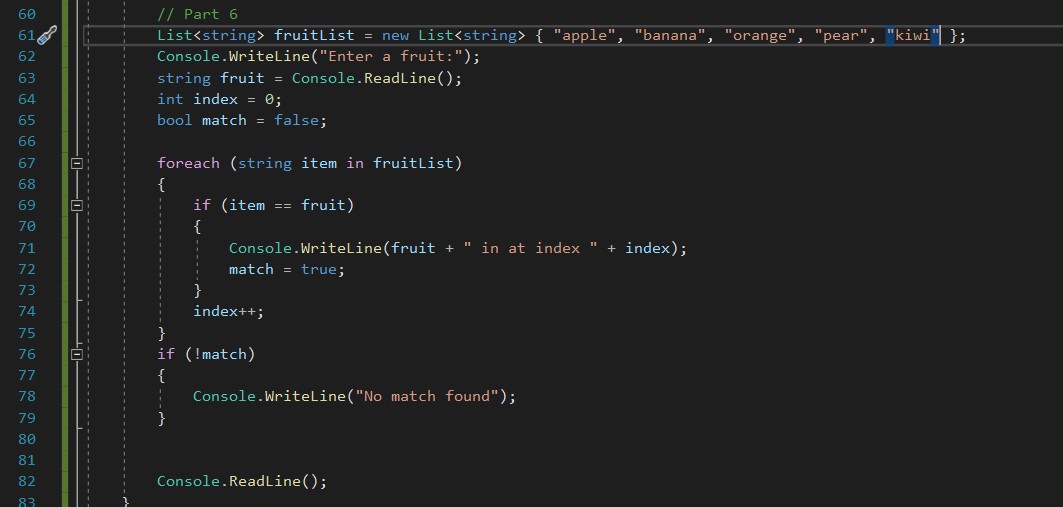 60 // Part 6
61 List<string> fruitList = new List<string> { "apple", "banana", "orange", "pear", "kiwi" };
62 Console.WriteLine("Enter a fruit:");
63 string fruit = Console.ReadLine();
64 int index = 0;
65 bool match = false;
66
67 foreach (string item in fruitList)
68 {
69 if (item == fruit)
70 {
71 Console.WriteLine(fruit + " in at index " + index);
72 match = true;
73 }
74 index++;
75 }
76 if (!match)
77 {
78 Console.WriteLine("No match found");
79 }
80
81
82 Console.ReadLine();
83 }